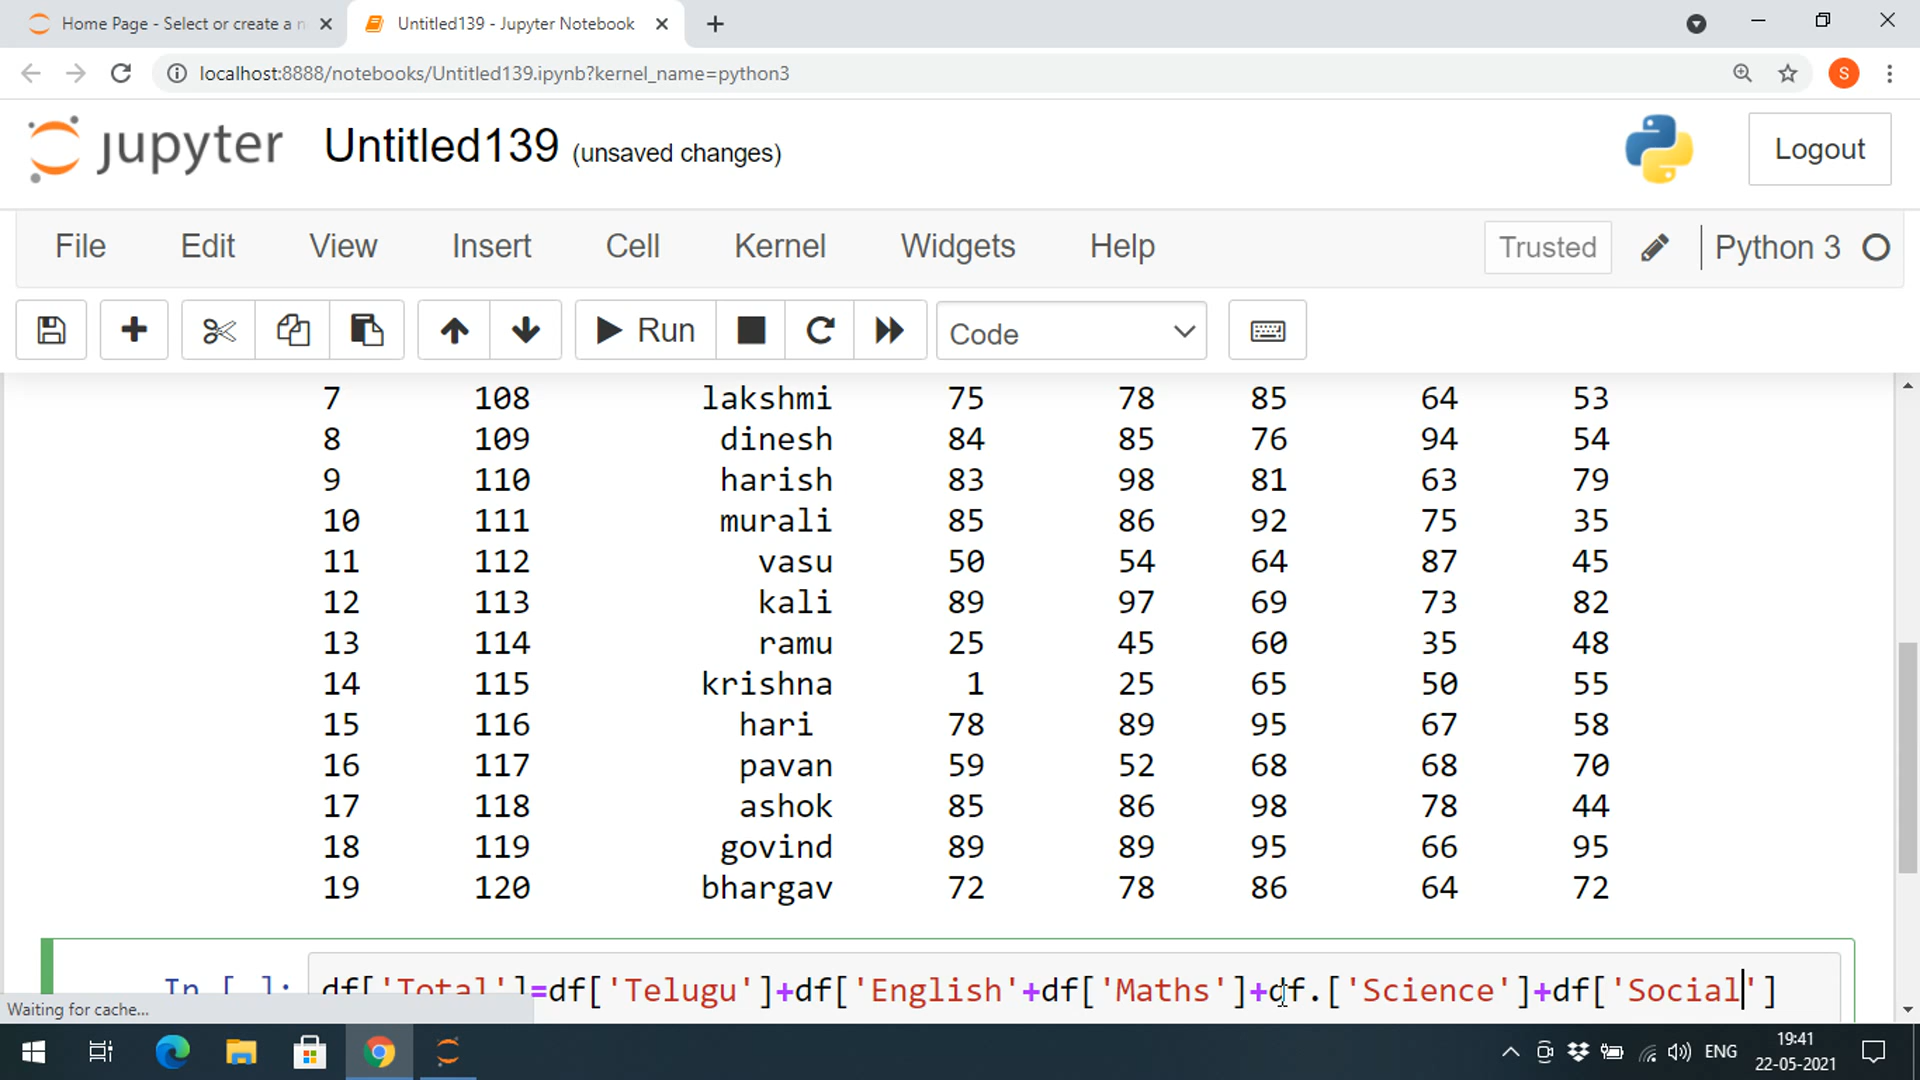 Home Page - Select or create a n
Untitled139 - Jupyter Notebook
localhost:8888/notebooks/Untitled139.ipynb?kernel_name=python3
S
jupyter Untitled139 (unsaved changes)
Logout
File Edit View Insert Cell Kernel Widgets Help
Trusted
Python 3
Run
Code
7 108 lakshmi 75 78 85 64 53
8 109 dinesh 84 85 76 94 54
9 110 harish 83 98 81 63 79
10 111 murali 85 86 92 75 35
11 112 vasu 50 54 64 87 45
12 113 kali 89 97 69 73 82
13 114 ramu 25 45 60 35 48
14 115 krishna 1 25 65 50 55
15 116 hari 78 89 95 67 58
16 117 pavan 59 52 68 68 70
17 118 ashok 85 86 98 78 44
18 119 govind 89 89 95 66 95
19 120 bhargav 72 78 86 64 72
In [ ]: df['Total']=df['Telugu']+df['English'+df['Maths']+df.['Science']+df['Social']
Waiting for cache...
ENG
19:41
22-05-2021